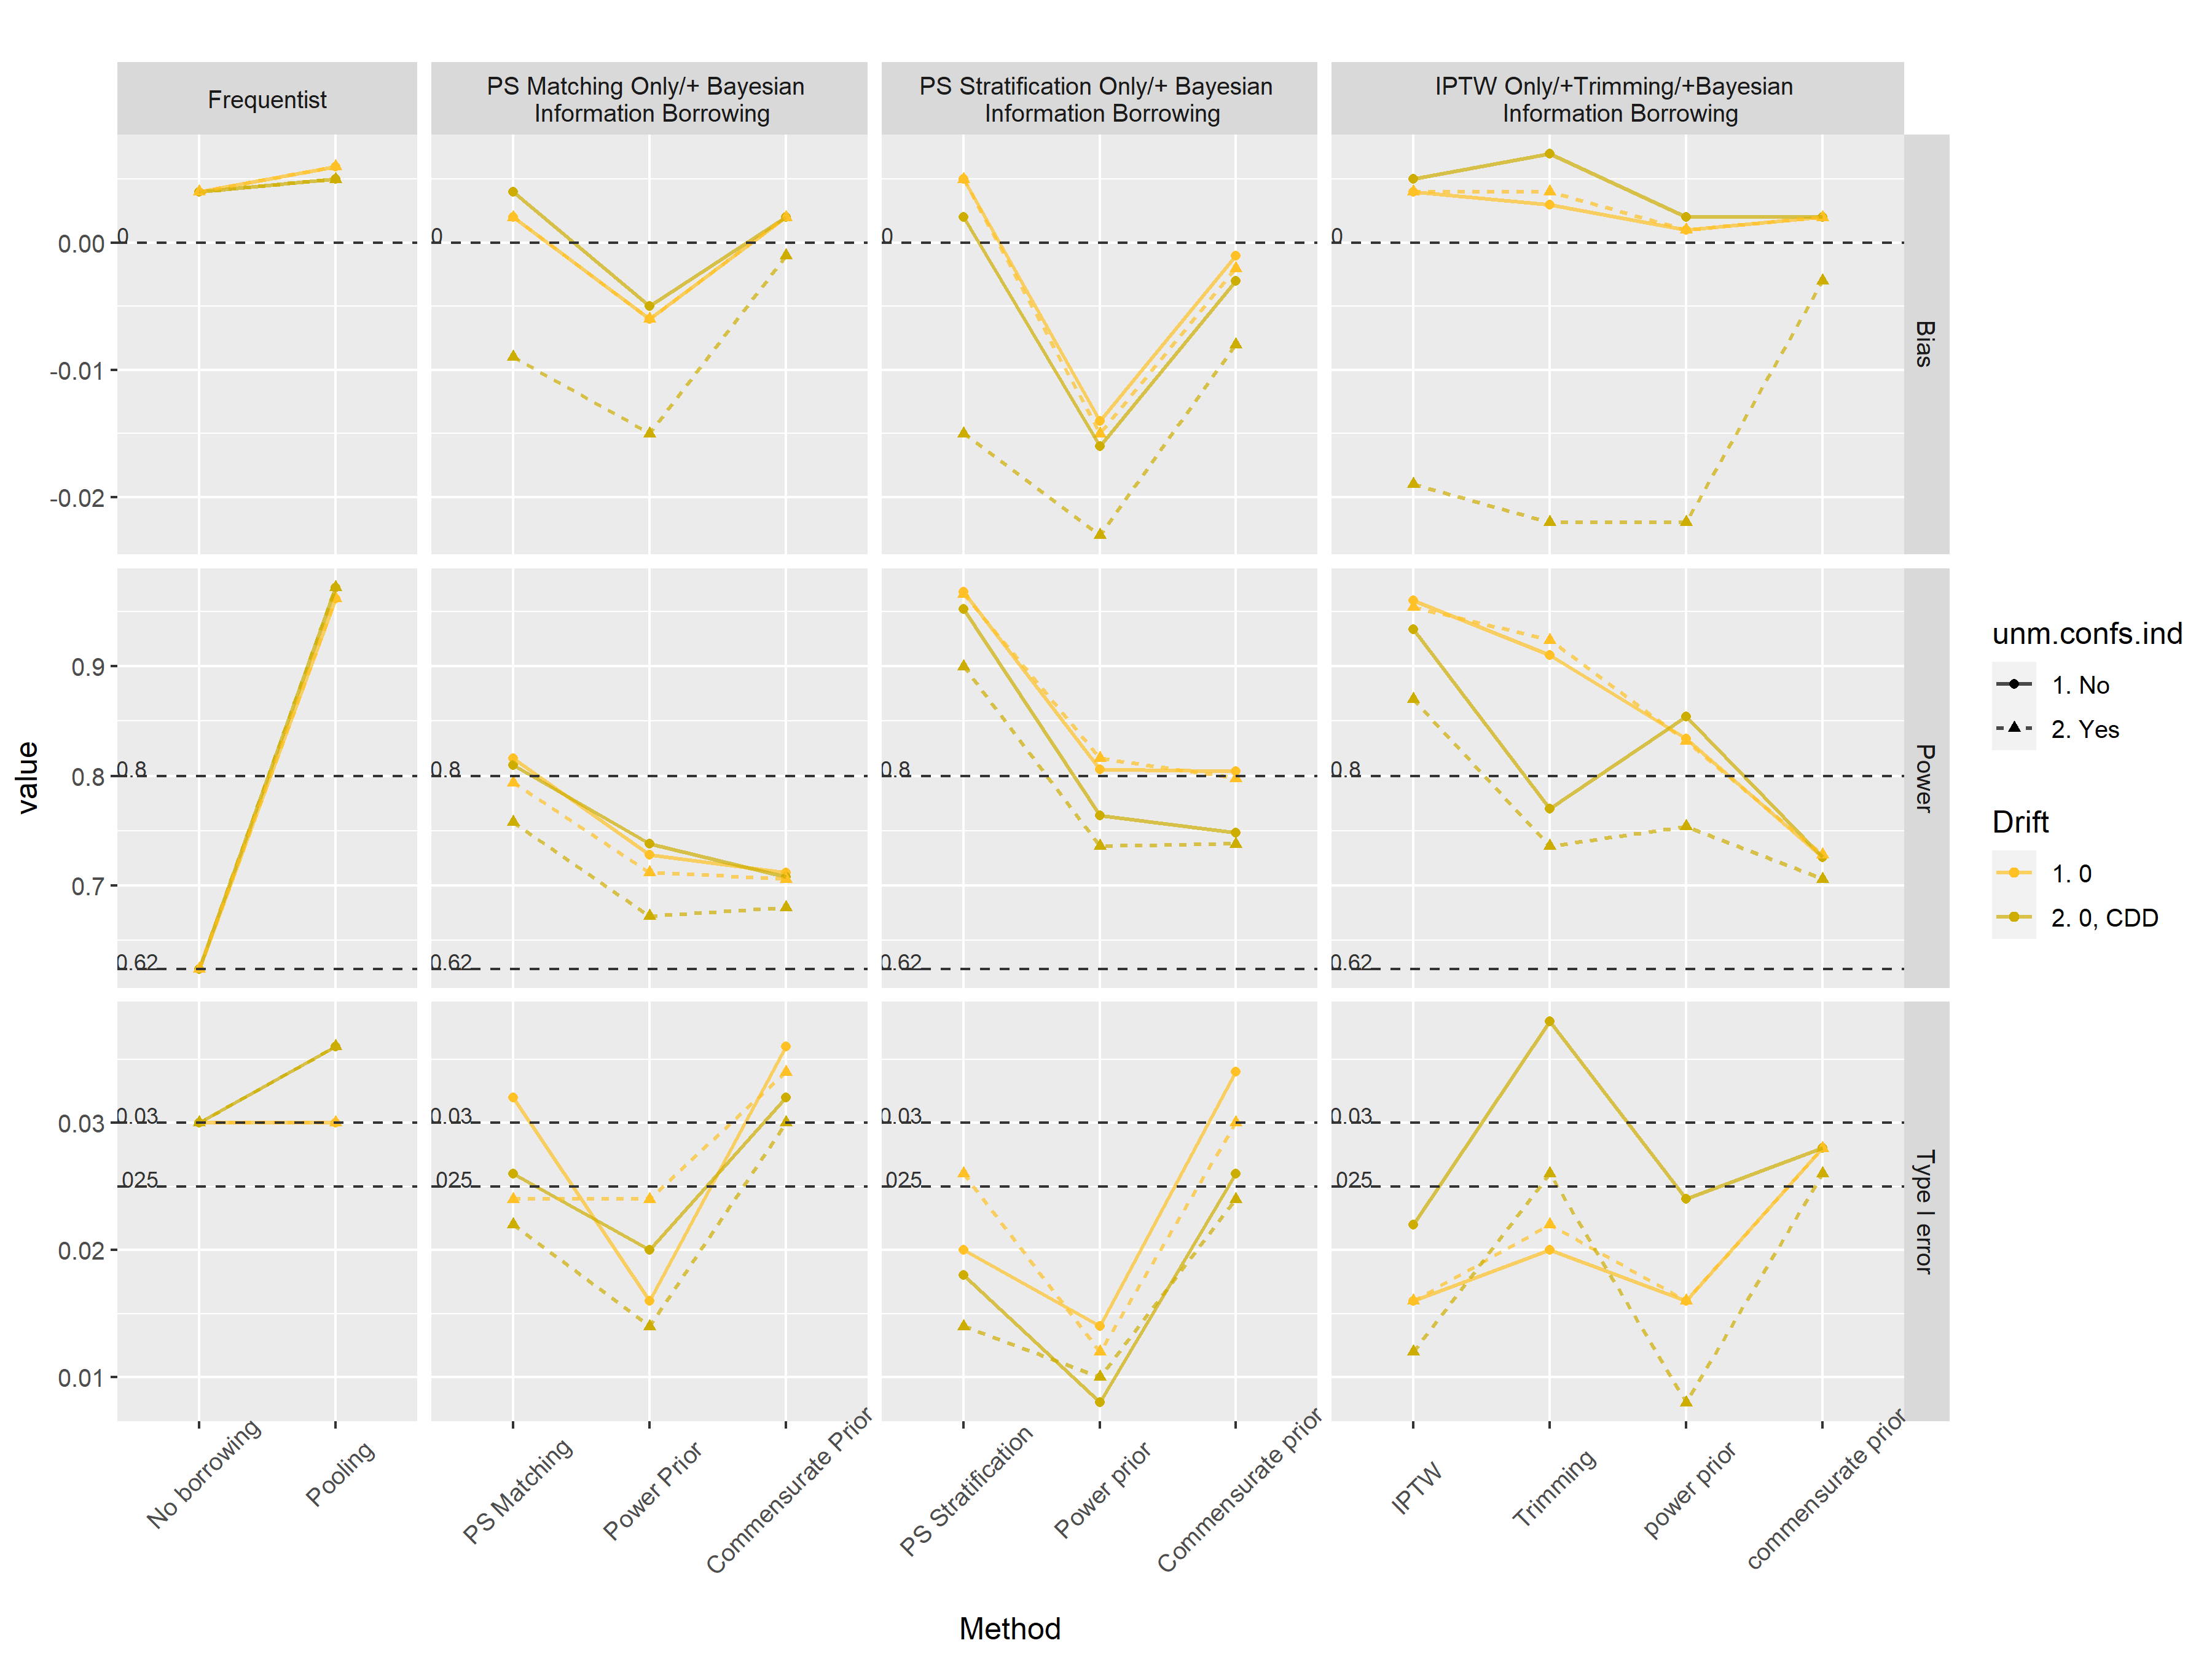 Frequentist
PS Matching Only/+ Bayesian
Information Borrowing
PS Stratification Only/+ Bayesian
Information Borrowing
IPTW Only/+Trimming/+Bayesian
Information Borrowing
0.00
-0.01
-0.02
0
0
0
0
Bias
0.9
0.8
0.7
0.8
0.8
0.8
0.8
0.62
0.62
0.62
0.62
Power
0.03
0.02
0.01
0.03
0.03
0.03
0.03
025
025
025
025
Type I error
value
No borrowing
Pooling
PS Matching
Power Prior
Commensurate Prior
PS Stratification
Power prior
Commensurate prior
IPTW
Trimming
power prior
commensurate prior
Method
unm.confs.ind
1. No
2. Yes
Drift
1. 0
2. 0, CDD